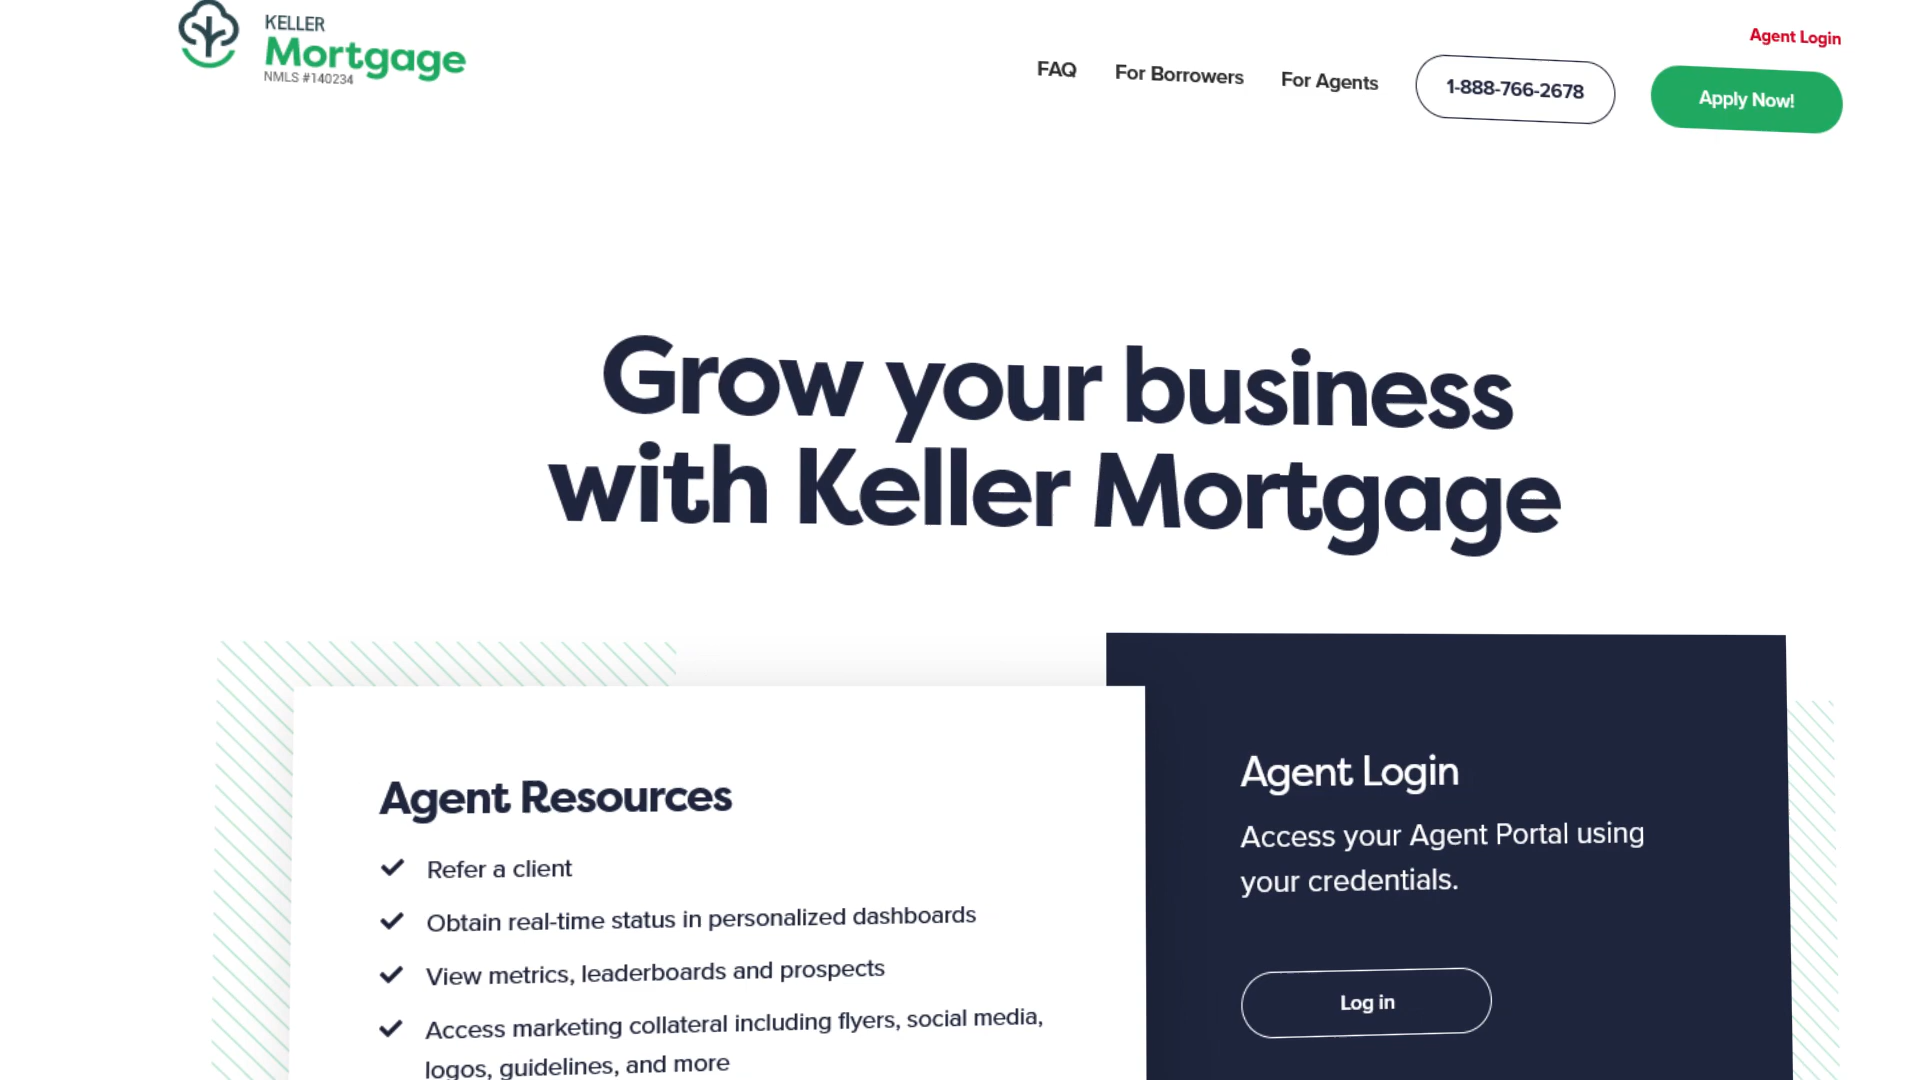 KELLER
Mortgage
NMLS #140234
Agent Login
FAQ
For Borrowers
For Agents
1-888-766-2678
Apply Now!
Grow your business
with Keller Mortgage
Agent Resources
Refer a client
Obtain real-time status in personalized dashboards
View metrics, leaderboards and prospects
Access marketing collateral including flyers, social media,
logos, guidelines, and more
Agent Login
Access your Agent Portal using
your credentials.
Log in